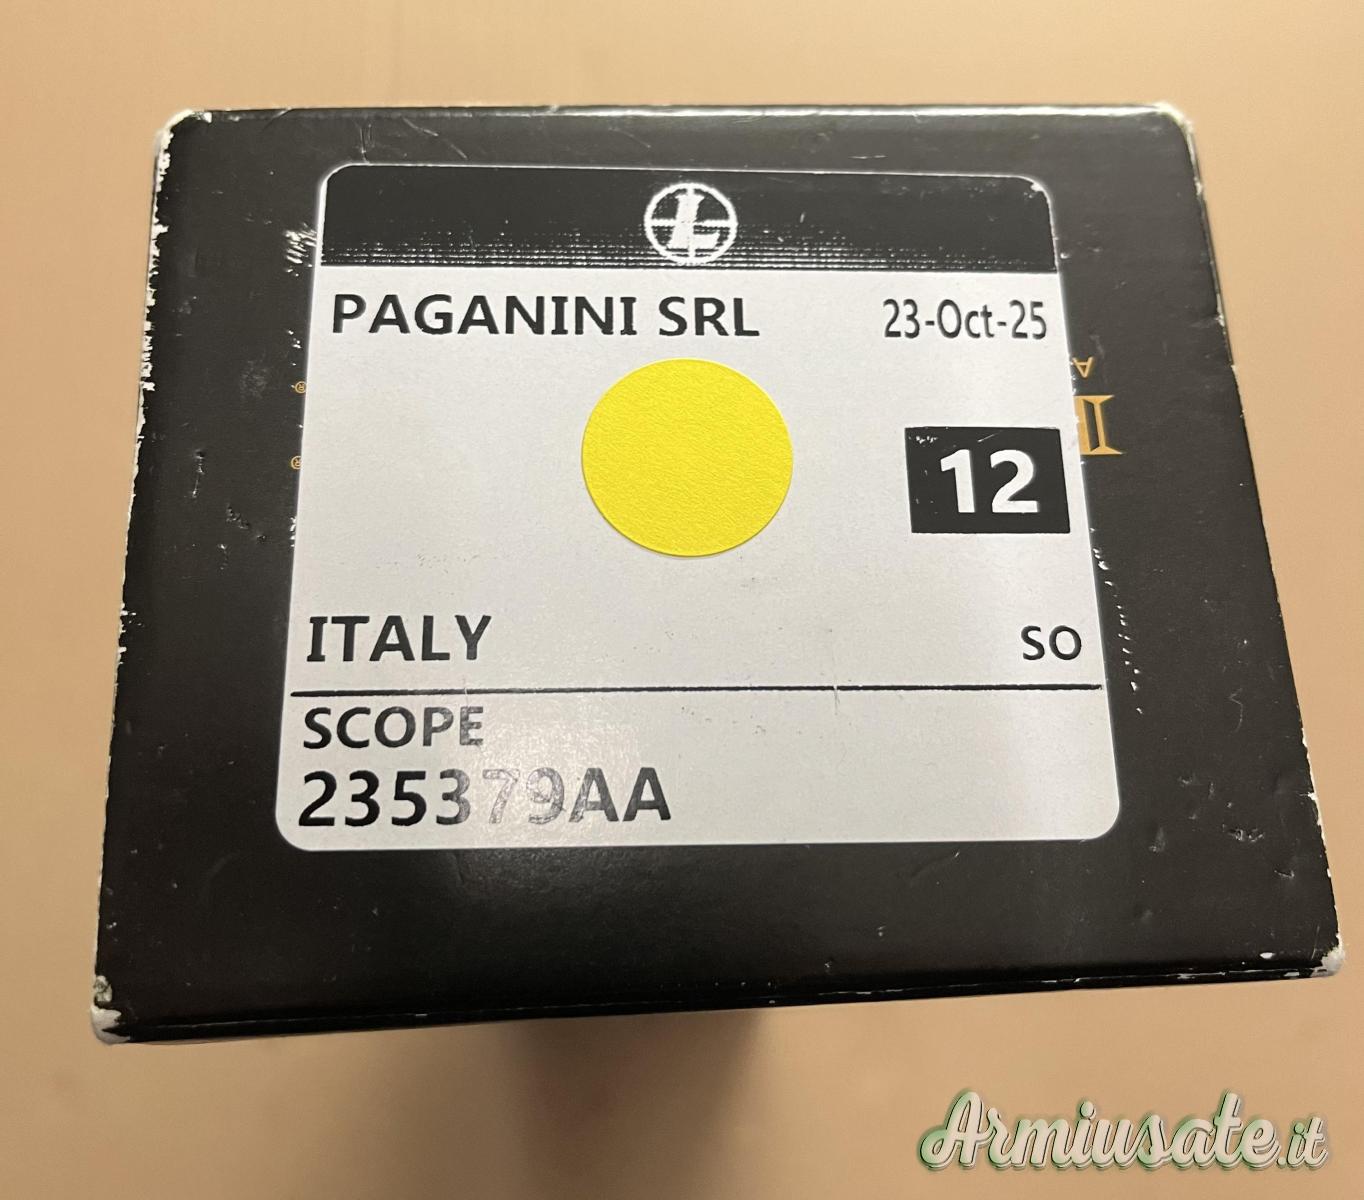 L
PAGANINI SRL 23-Oct-25
12
ITALY SO
SCOPE
235379AA
Armiusate.it